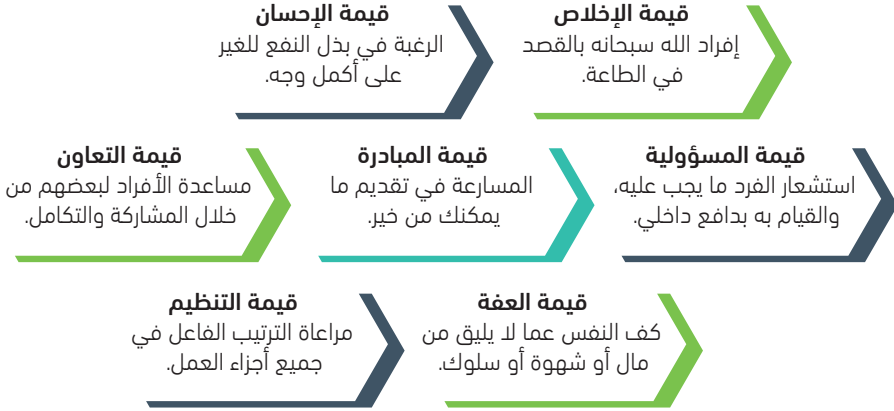 قيمة الإخلاص
إفراد الله سبحانه بالقصد
في الطاعة.
قيمة الإحسان
الرغبة في بذل النفع للغير
على أكمل وجه.
قيمة المسؤولية
استشعار الفرد ما يجب عليه،
والقيام به بدافع داخلي.
قيمة المبادرة
المسارعة في تقديم ما
يمكنك من خير.
قيمة التعاون
مساعدة الأفراد لبعضهم من
خلال المشاركة والتكامل.
قيمة العفة
كف النفس عما لا يليق من
مال أو شهوة أو سلوك.
قيمة التنظيم
مراعاة الترتيب الفاعل في
جميع أجزاء العمل.